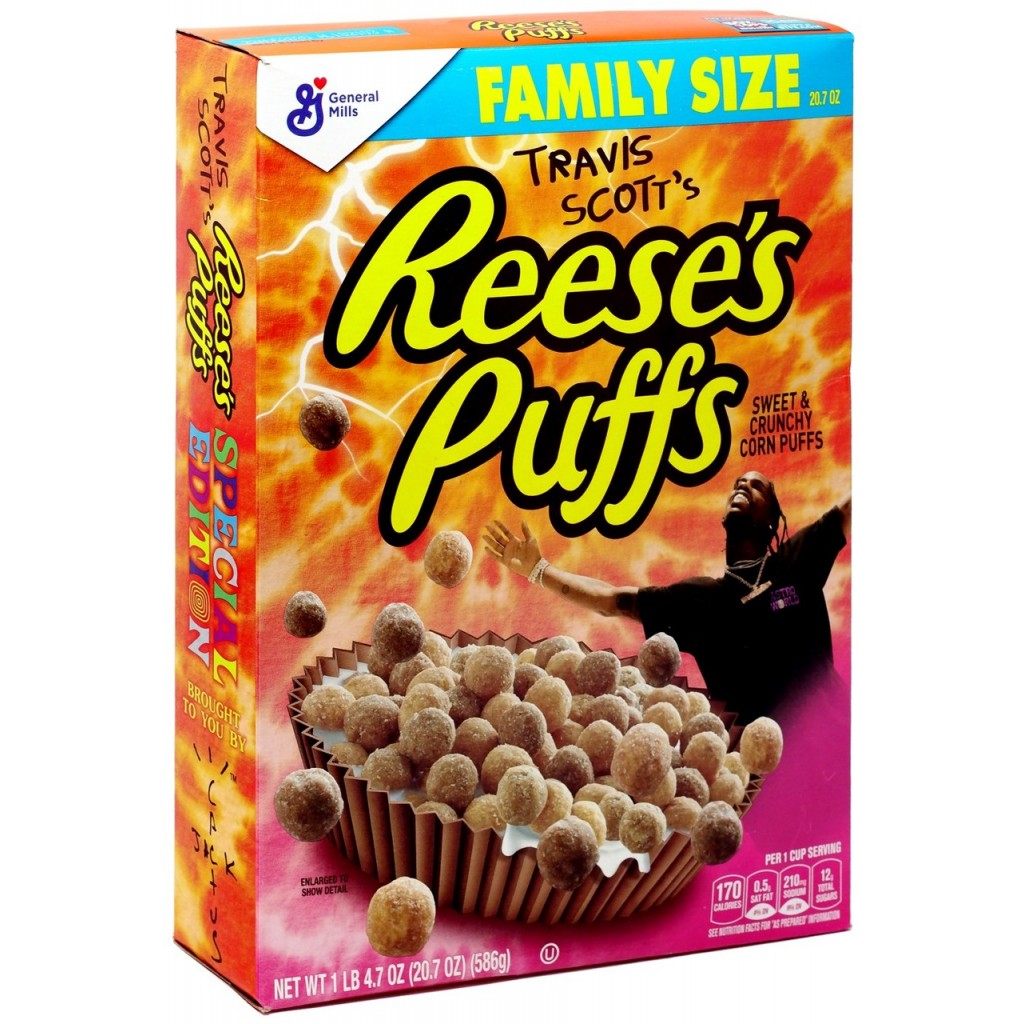 Reese's
Puffs
General
Mills
FAMILY SIZE
20.7 OZ
TRAVIS
SCOTT's
Reese's
Puffs
SWEET &
CRUNCHY
CORN PUFFS
ASTRO
WORLD
ENLARGED TO
SHOW DETAIL
PER 1 CUP SERVING
170
CALORIES
0.5g
SAT FAT
210mg
SODIUM
12g
TOTAL
SUGARS
SEE NUTRITION FACTS FOR "AS PREPARED" INFORMATION
NET WT 1 LB 4.7 OZ (20.7 OZ) (586g)
U
TRAVIS
SCOTT's
Reese's
Puffs
SPECIAL
EDITION
BROUGHT
TO YOU BY